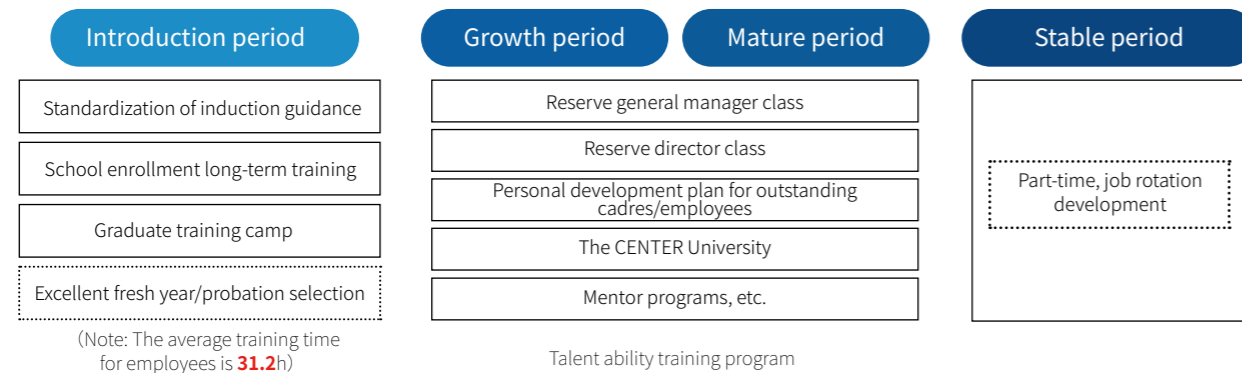 Introduction period
Growth period
Mature period
Stable period
Standardization of induction guidance
School enrollment long-term training
Graduate training camp
Excellent fresh year/probation selection
(Note: The average training time
for employees is 31.2h)
Reserve general manager class
Reserve director class
Personal development plan for outstanding
cadres/employees
The CENTER University
Mentor programs, etc.
Talent ability training program
Part-time, job rotation
development